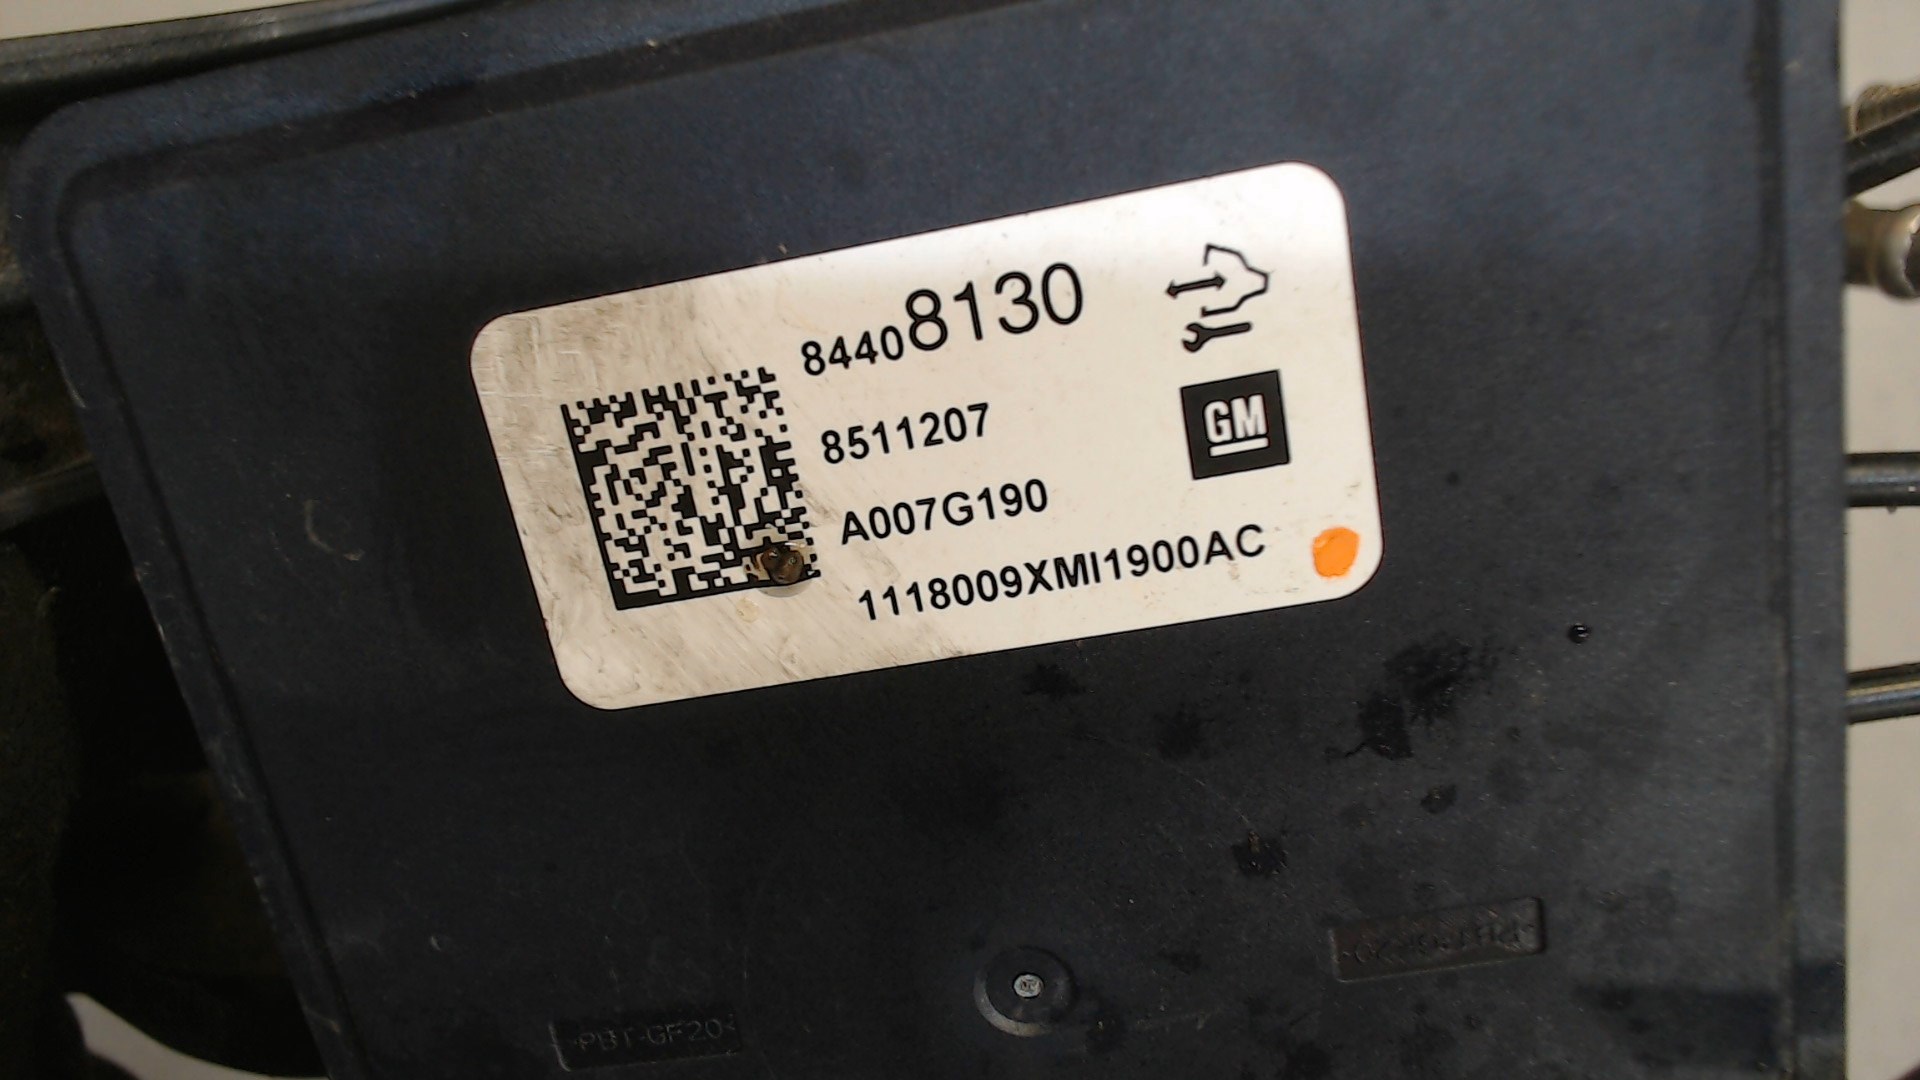 84408130
8511207
GM
A007G190
1118009XMI1900AC
>PBT-GF20<